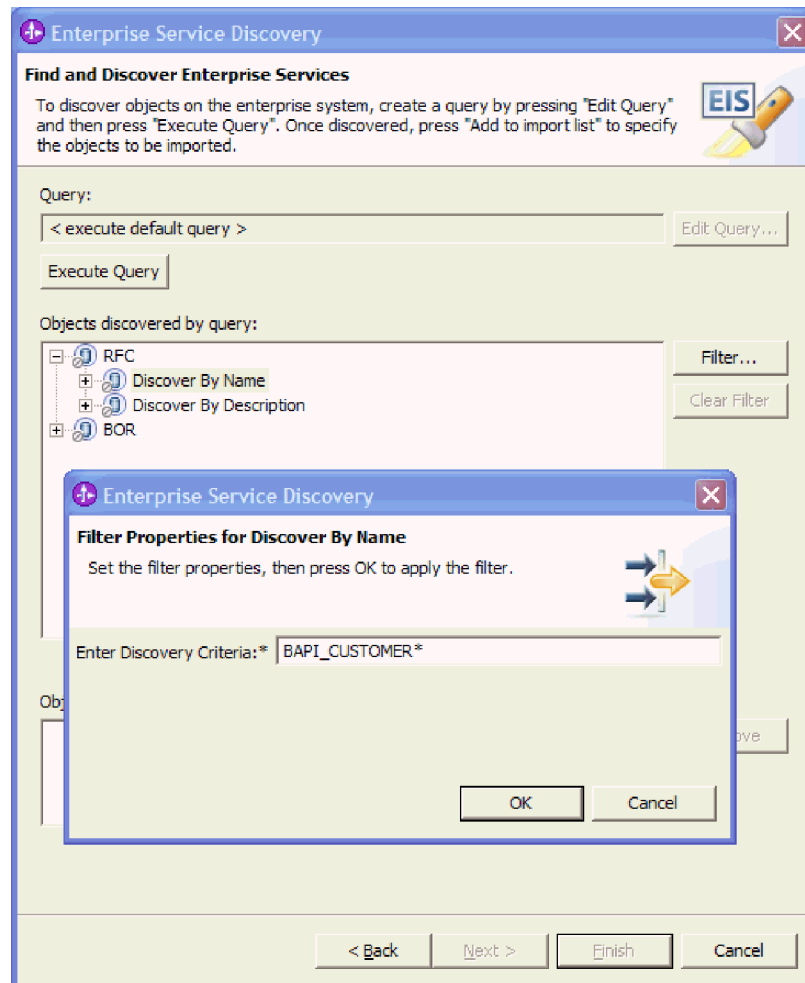 Enterprise Service Discovery
Find and Discover Enterprise Services
To discover objects on the enterprise system, create a query by pressing "Edit Query"
and then press "Execute Query". Once discovered, press "Add to import list" to specify
the objects to be imported.
EIS
Query:
< execute default query >
Edit Query...
Execute Query
Objects discovered by query:
RFC
Filter...
Discover By Name
Discover By Description
Clear Filter
BOR
Enterprise Service Discovery
Filter Properties for Discover By Name
Set the filter properties, then press OK to apply the filter.
Enter Discovery Criteria:*
BAPI_CUSTOMER*
OK
Cancel
< Back
Next >
Finish
Cancel